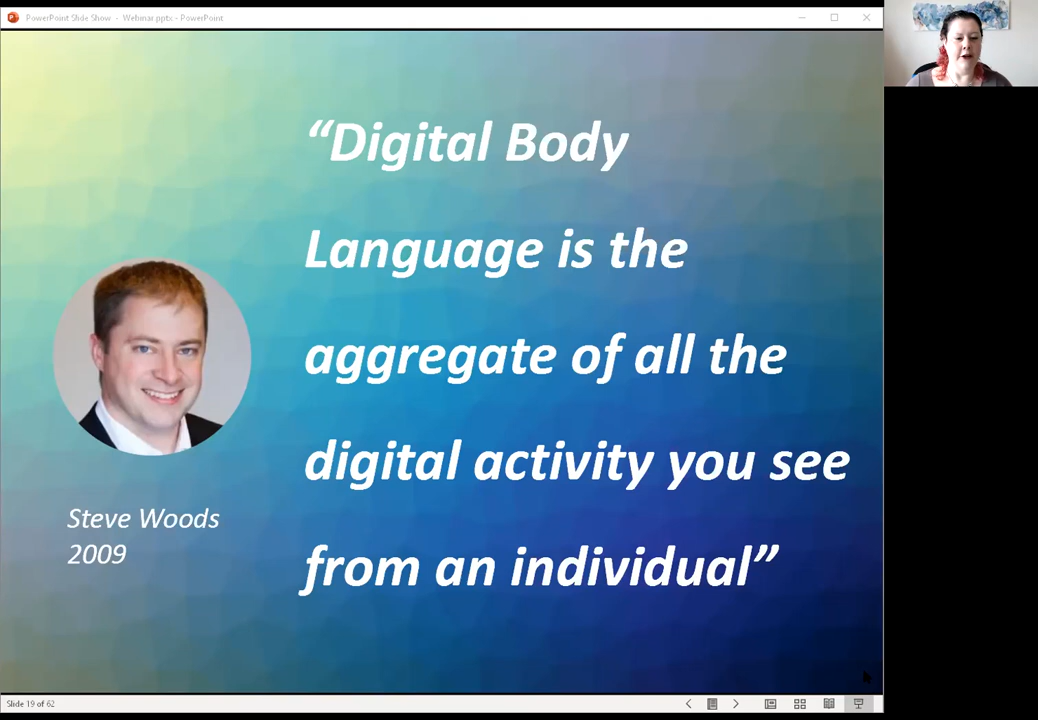 PowerPoint Slide Show - Webinar.pptx - PowerPoint
“Digital Body
Language is the
aggregate of all the
digital activity you see
from an individual”
Steve Woods
2009
Slide 19 of 62